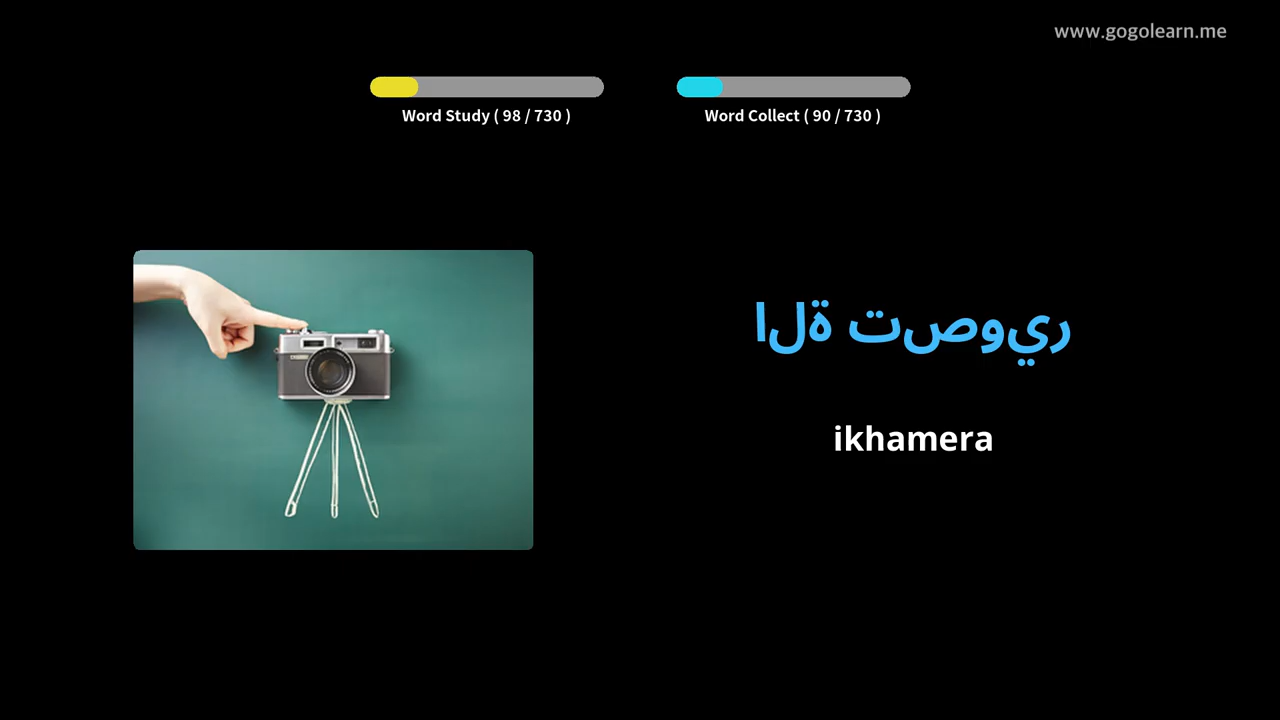 www.gogolearn.me
Word Study ( 98 / 730 )
Word Collect ( 90 / 730 )
الة تصوير
ikhamera